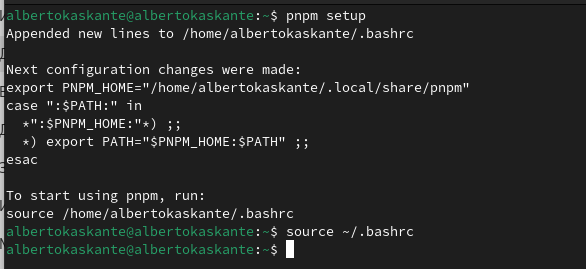 albertokaskante@albertokaskante:~$ pnpm setup
Appended new lines to /home/albertokaskante/.bashrc

Next configuration changes were made:
export PNPM_HOME="/home/albertokaskante/.local/share/pnpm"
case ":$PATH:" in
  *":$PNPM_HOME:"*) ;;
  *) export PATH="$PNPM_HOME:$PATH" ;;
esac

To start using pnpm, run:
source /home/albertokaskante/.bashrc
albertokaskante@albertokaskante:~$ source ~/.bashrc
albertokaskante@albertokaskante:~$